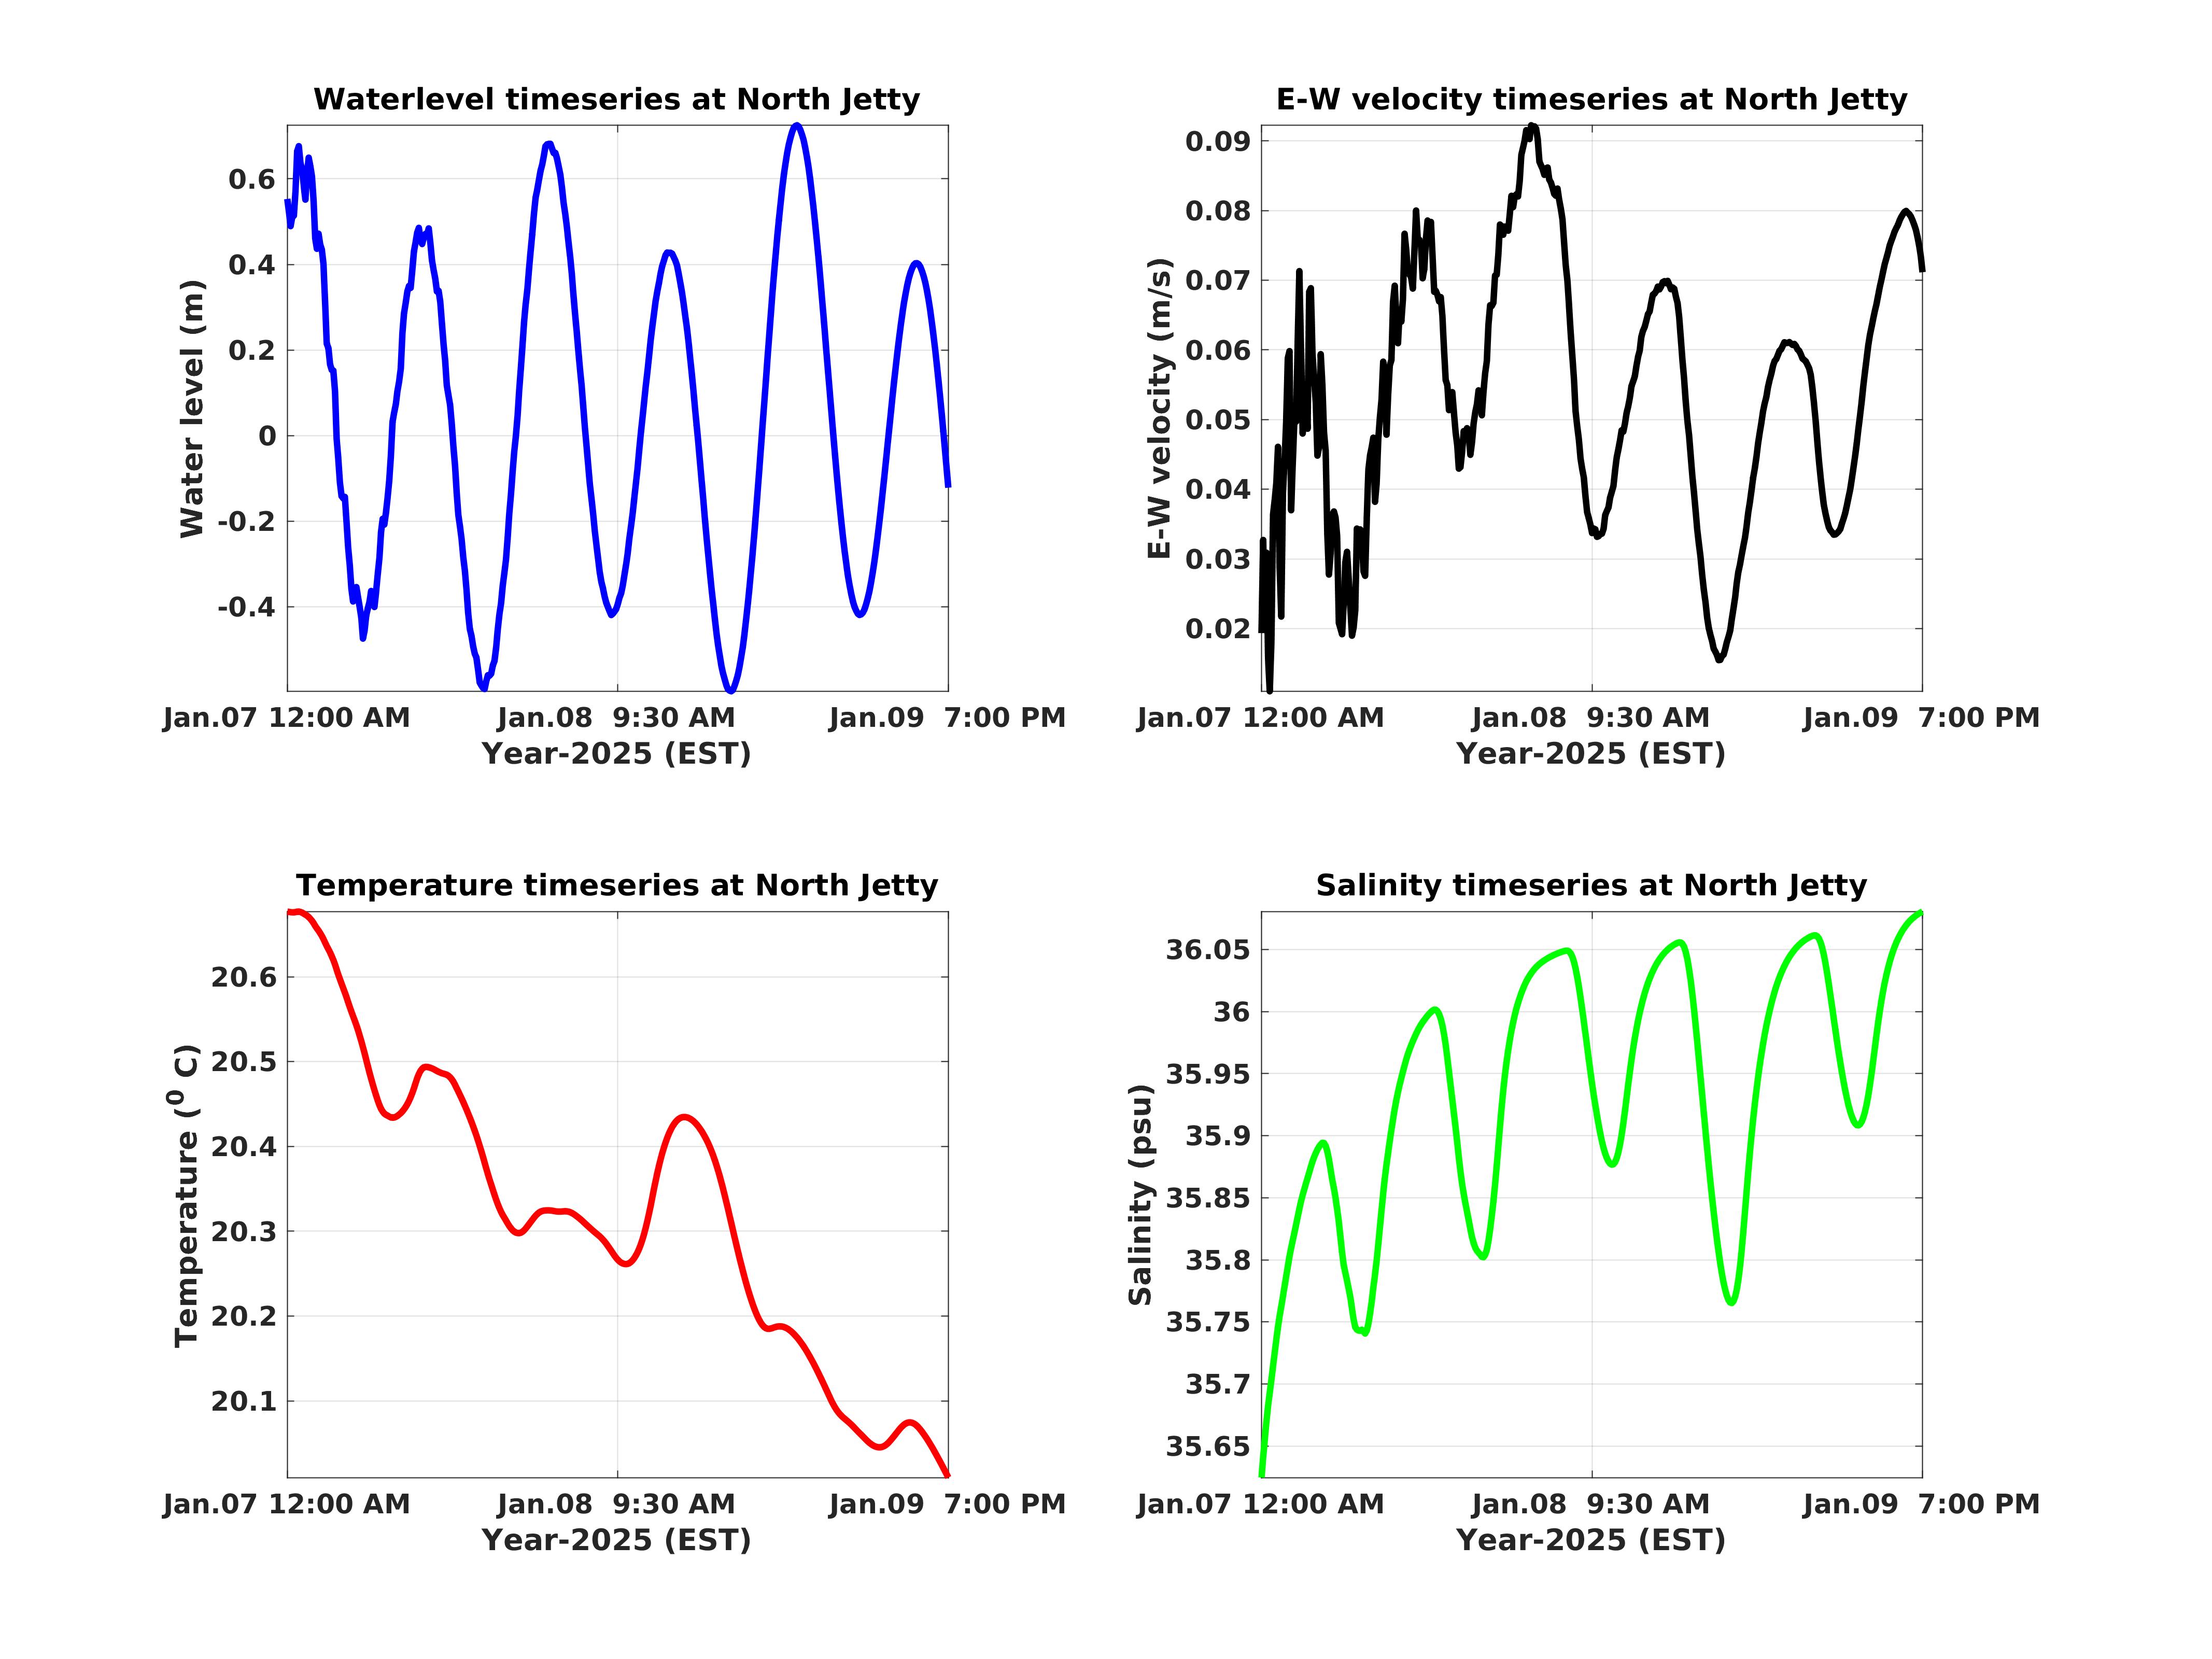 Waterlevel timeseries at North Jetty
Water level (m)
0.6
0.4
0.2
0
-0.2
-0.4
Jan.07 12:00 AM Jan.08  9:30 AM Jan.09  7:00 PM
Year-2025 (EST)
E-W velocity timeseries at North Jetty
E-W velocity (m/s)
0.09
0.08
0.07
0.06
0.05
0.04
0.03
0.02
Jan.07 12:00 AM Jan.08  9:30 AM Jan.09  7:00 PM
Year-2025 (EST)
Temperature timeseries at North Jetty
Temperature (⁰ C)
20.6
20.5
20.4
20.3
20.2
20.1
Jan.07 12:00 AM Jan.08  9:30 AM Jan.09  7:00 PM
Year-2025 (EST)
Salinity timeseries at North Jetty
Salinity (psu)
36.05
36
35.95
35.9
35.85
35.8
35.75
35.7
35.65
Jan.07 12:00 AM Jan.08  9:30 AM Jan.09  7:00 PM
Year-2025 (EST)